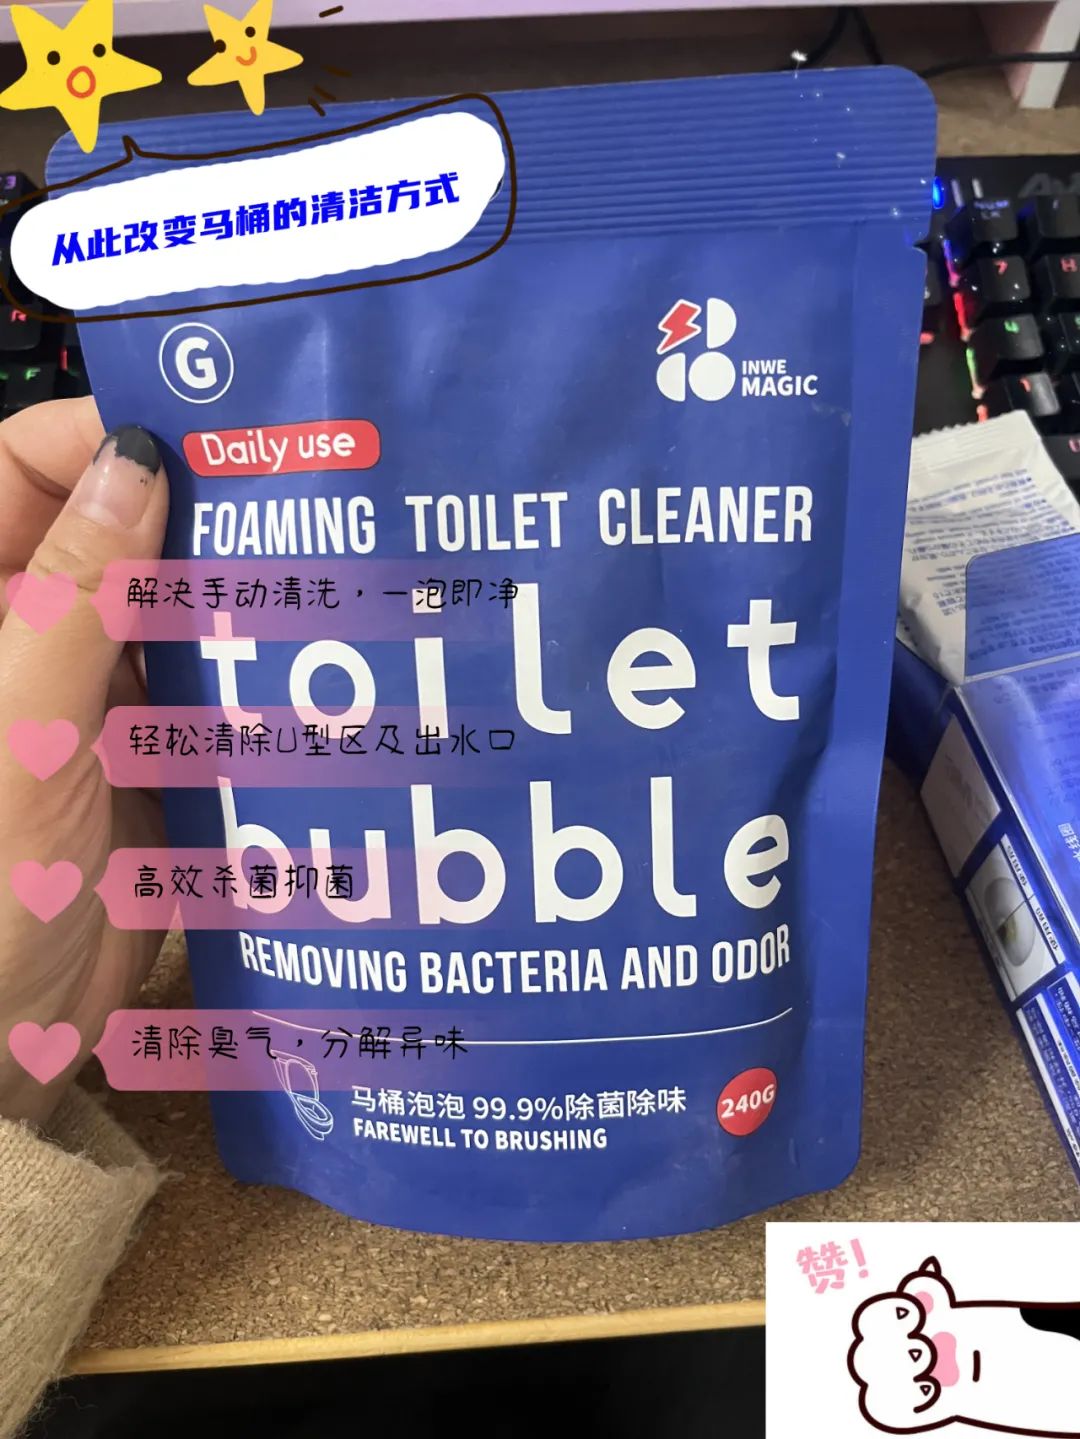 从此改变马桶的清洁方式
G
INWE
MAGIC
Daily use
FOAMING TOILET CLEANER
解决手动清洗，一泡即净
toilet
轻松清除U型区及出水口
bubble
高效杀菌抑菌
REMOVING BACTERIA AND ODOR
清除臭气，分解异味
马桶泡泡 99.9%除菌除味
240G
FAREWELL TO BRUSHING
赞！